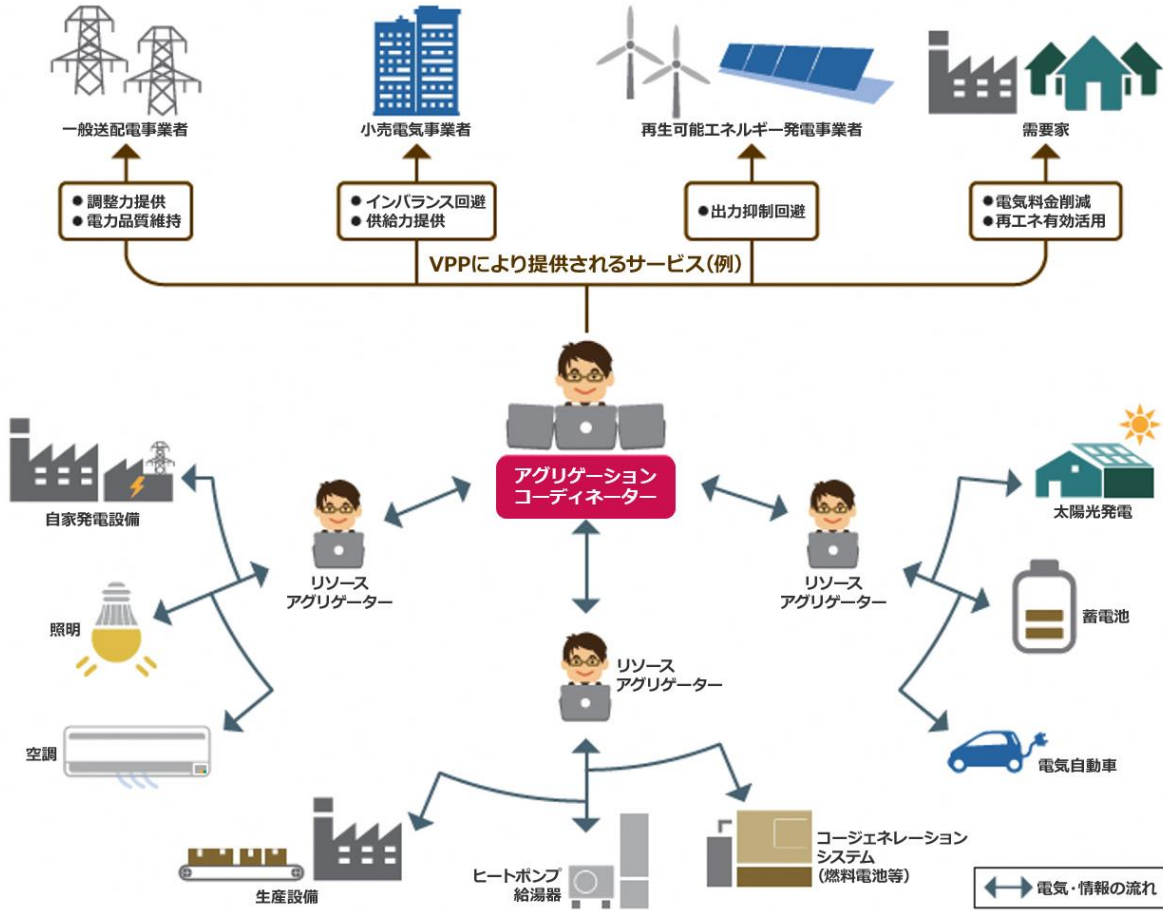 一般送配電事業者
小売電気事業者
再生可能エネルギー発電事業者
需要家
●調整力提供
●電力品質維持
●インバランス回避
●供給力提供
●出力抑制回避
●電気料金削減
●再エネ有効活用
VPPにより提供されるサービス(例)
アグリゲーション
コーディネーター
自家発電設備
リソース
アグリゲーター
照明
空調
リソース
アグリゲーター
太陽光発電
蓄電池
電気自動車
リソース
アグリゲーター
生産設備
ヒートポンプ
給湯器
コージェネレーション
システム
(燃料電池等)
電気・情報の流れ